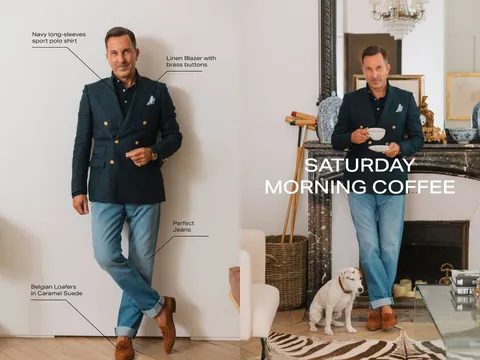 Navy long-sleeves
sport polo shirt
Linen Blazer with
brass buttons
Perfect
Jeans
Belgian Loafers
in Caramel Suede
SATURDAY
MORNING COFFEE